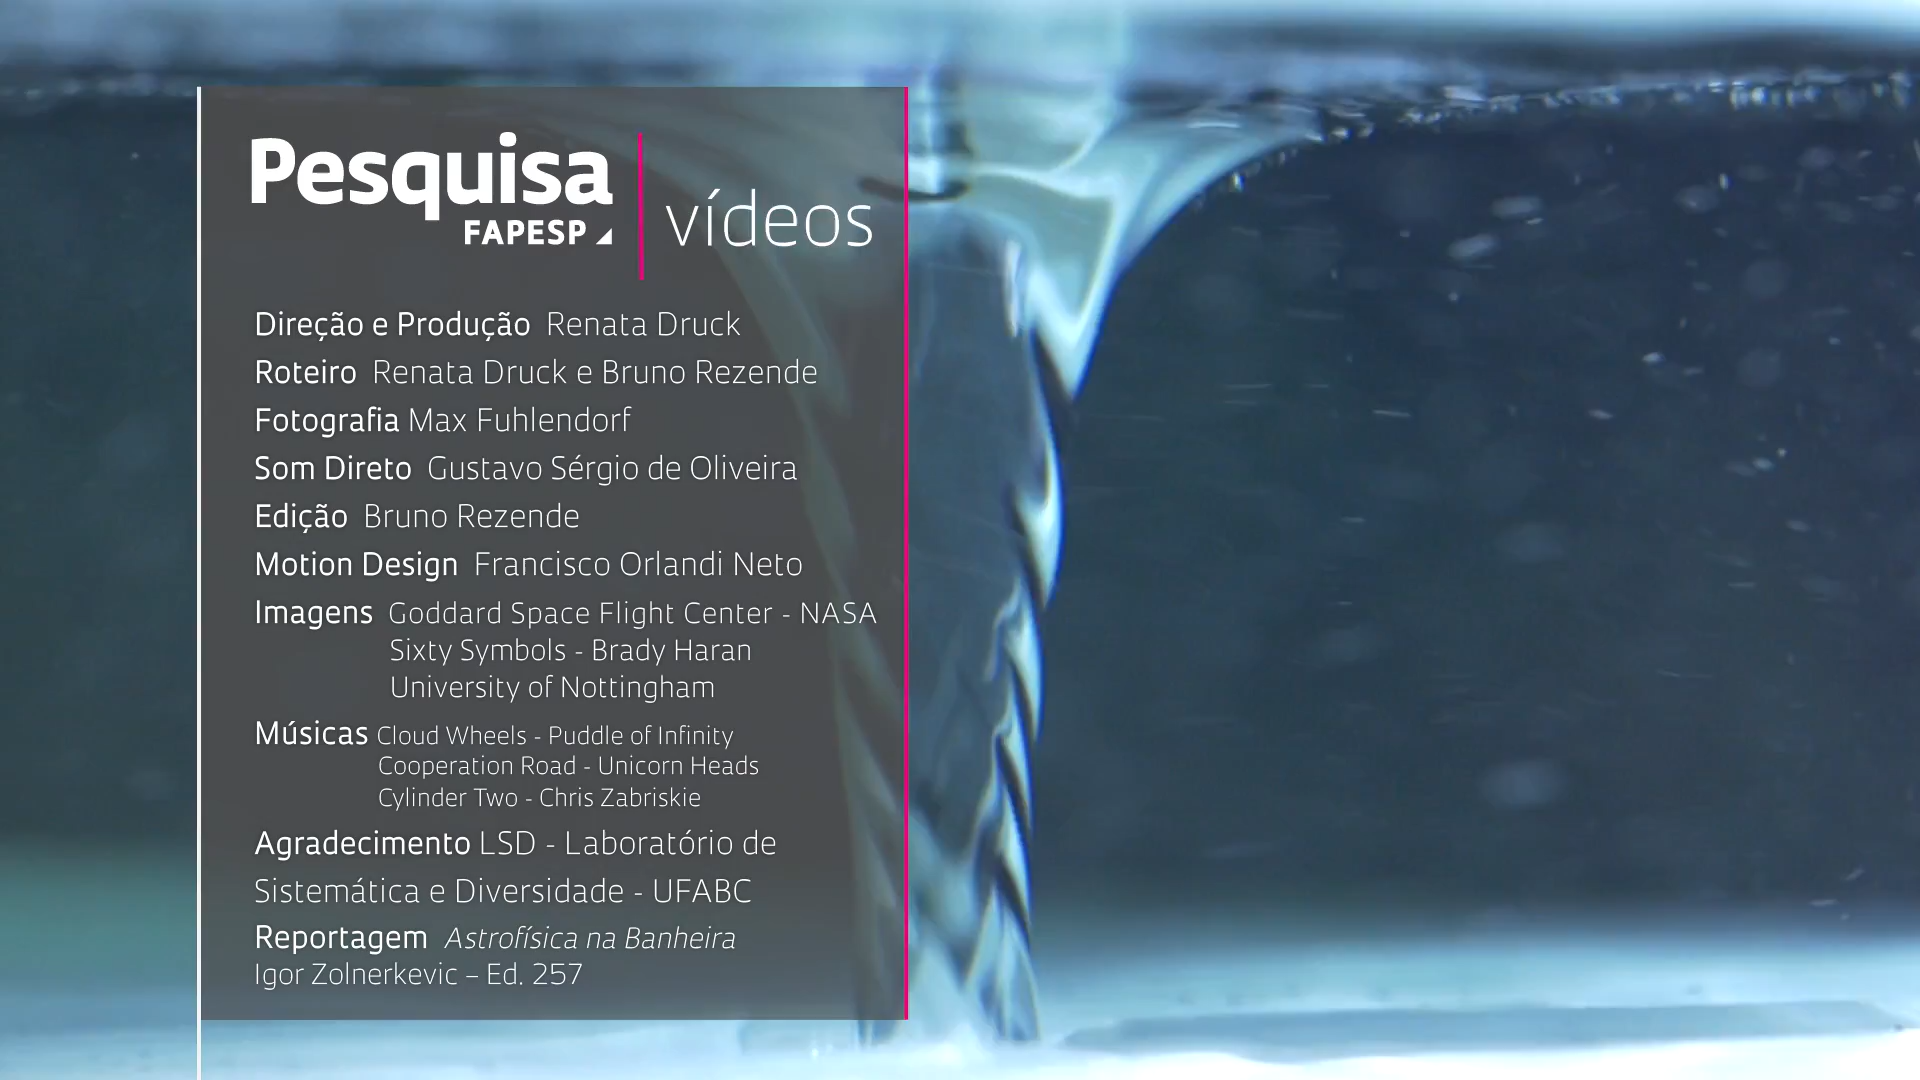 Pesquisa
FAPESP
vídeos
Direção e Produção Renata Druck
Roteiro Renata Druck e Bruno Rezende
Fotografia Max Fuhlendorf
Som Direto Gustavo Sérgio de Oliveira
Edição Bruno Rezende
Motion Design Francisco Orlandi Neto
Imagens Goddard Space Flight Center - NASA
Sixty Symbols - Brady Haran
University of Nottingham
Músicas Cloud Wheels - Puddle of Infinity
Cooperation Road - Unicorn Heads
Cylinder Two - Chris Zabriskie
Agradecimento LSD - Laboratório de
Sistemática e Diversidade - UFABC
Reportagem Astrofísica na Banheira
Igor Zolnerkevic – Ed. 257